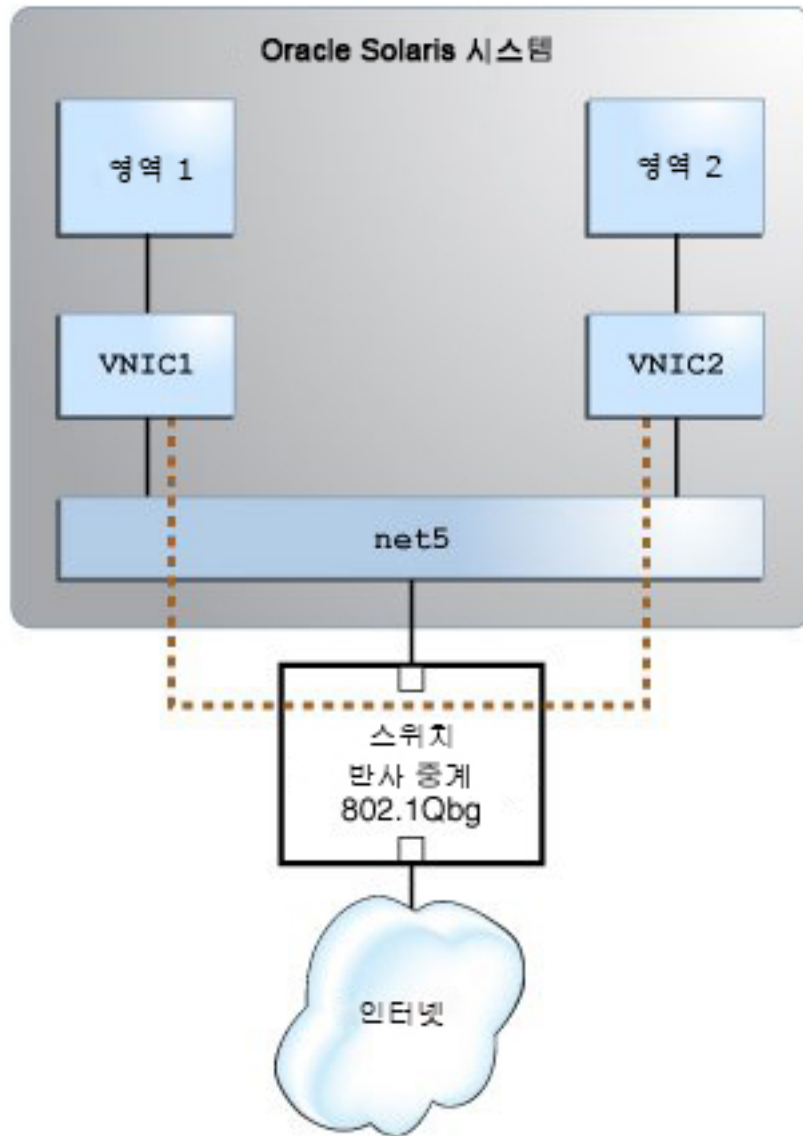 Oracle Solaris 시스템
영역 1
영역 2
VNIC1
VNIC2
net5
스위치
반사 중계
802.1Qbg
인터넷